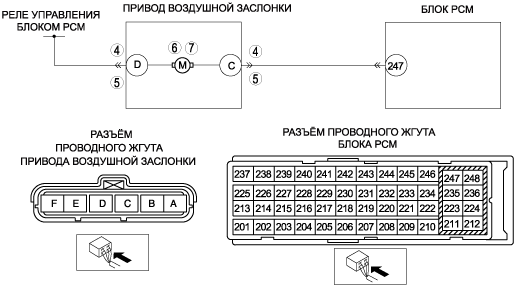 РЕЛЕ УПРАВЛЕНИЯ
БЛОКОМ PCM
ПРИВОД ВОЗДУШНОЙ ЗАСЛОНКИ
БЛОК PCM
4
5
D
6
7
M
C
4
5
247
РАЗЪЁМ
ПРОВОДНОГО ЖГУТА
ПРИВОДА ВОЗДУШНОЙ ЗАСЛОНКИ
F E D C B A
РАЗЪЁМ ПРОВОДНОГО ЖГУТА
БЛОКА PCM
237 238 239 240 241 242 243 244 245 246 247 248
225 226 227 228 229 230 231 232 233 234 235 236
213 214 215 216 217 218 219 220 221 222 223 224
201 202 203 204 205 206 207 208 209 210 211 212